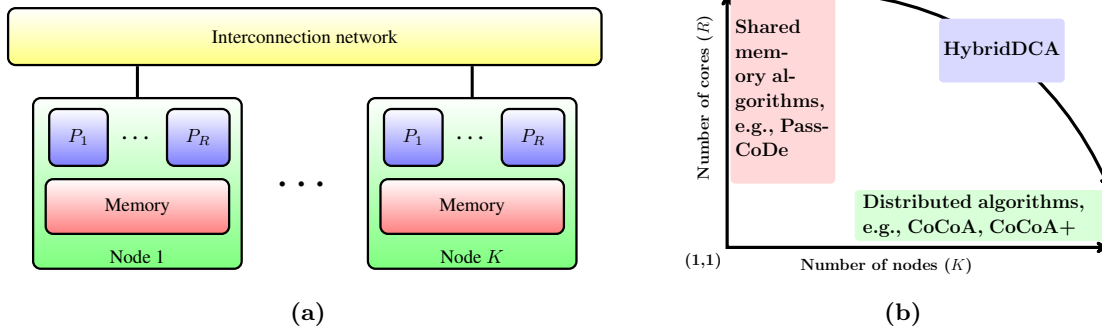 Interconnection network
P1 ··· PR
Memory
Node 1
···
P1 ··· PR
Memory
Node K
(a)
Number of cores (R)
Shared
mem-
ory al-
gorithms,
e.g., Pass-
CoDe
HybridDCA
Distributed algorithms,
e.g., CoCoA, CoCoA+
(1,1)
Number of nodes (K)
(b)